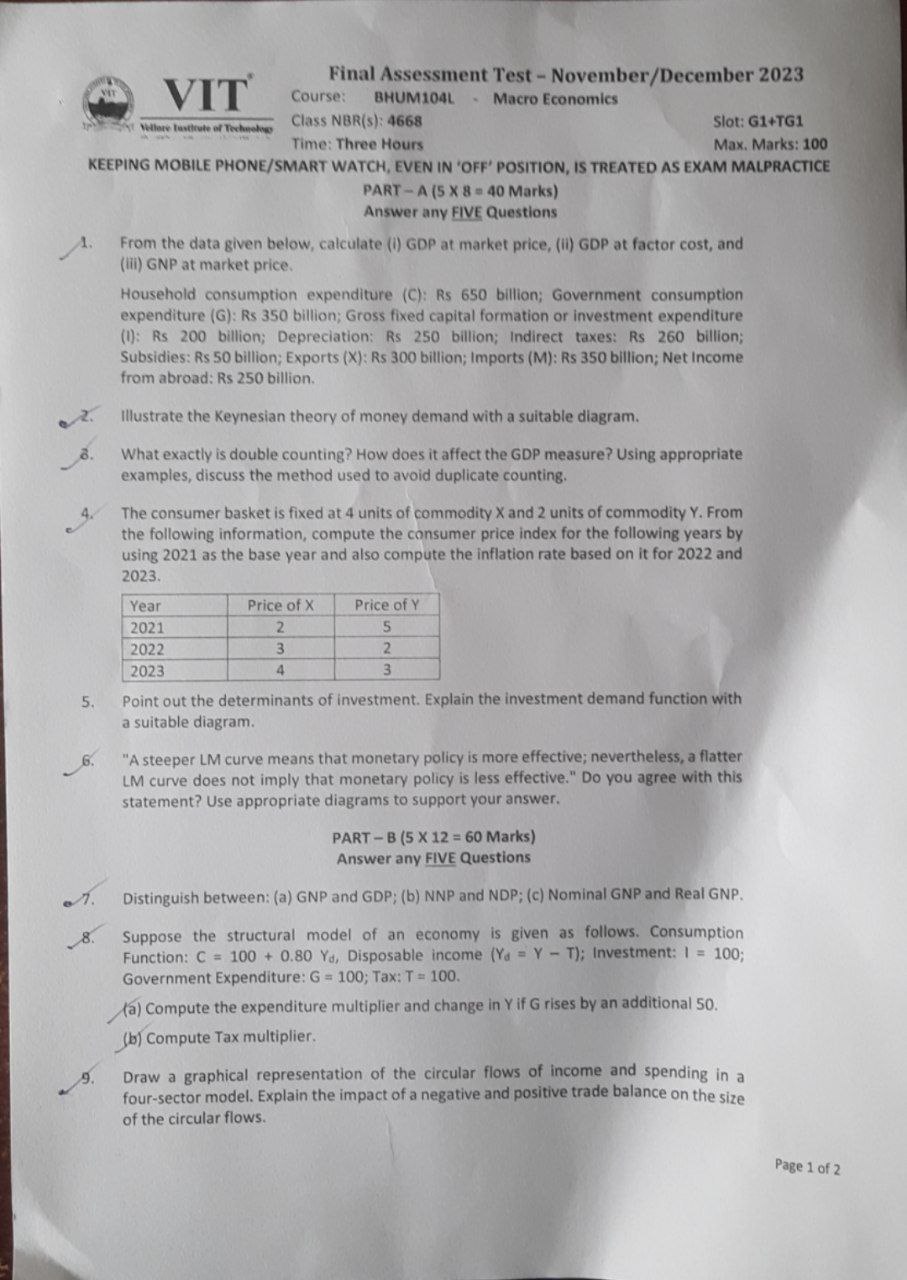 Final Assessment Test – November/December 2023
VIT
Vellore Institute of Technology
Course: BHUM104L - Macro Economics
Class NBR(s): 4668 Slot: G1+TG1
Time: Three Hours Max. Marks: 100
KEEPING MOBILE PHONE/SMART WATCH, EVEN IN 'OFF' POSITION, IS TREATED AS EXAM MALPRACTICE
PART – A (5 X 8 = 40 Marks)
Answer any FIVE Questions
1. From the data given below, calculate (i) GDP at market price, (ii) GDP at factor cost, and
(iii) GNP at market price.
Household consumption expenditure (C): Rs 650 billion; Government consumption
expenditure (G): Rs 350 billion; Gross fixed capital formation or investment expenditure
(I): Rs 200 billion; Depreciation: Rs 250 billion; Indirect taxes: Rs 260 billion;
Subsidies: Rs 50 billion; Exports (X): Rs 300 billion; Imports (M): Rs 350 billion; Net Income
from abroad: Rs 250 billion.
2. Illustrate the Keynesian theory of money demand with a suitable diagram.
3. What exactly is double counting? How does it affect the GDP measure? Using appropriate
examples, discuss the method used to avoid duplicate counting.
4. The consumer basket is fixed at 4 units of commodity X and 2 units of commodity Y. From
the following information, compute the consumer price index for the following years by
using 2021 as the base year and also compute the inflation rate based on it for 2022 and
2023.
Year Price of X Price of Y
2021 2 5
2022 3 2
2023 4 3
5. Point out the determinants of investment. Explain the investment demand function with
a suitable diagram.
6. "A steeper LM curve means that monetary policy is more effective; nevertheless, a flatter
LM curve does not imply that monetary policy is less effective." Do you agree with this
statement? Use appropriate diagrams to support your answer.
PART – B (5 X 12 = 60 Marks)
Answer any FIVE Questions
7. Distinguish between: (a) GNP and GDP; (b) NNP and NDP; (c) Nominal GNP and Real GNP.
8. Suppose the structural model of an economy is given as follows. Consumption
Function: C = 100 + 0.80 Yd, Disposable income (Yd = Y – T); Investment: I = 100;
Government Expenditure: G = 100; Tax: T = 100.
(a) Compute the expenditure multiplier and change in Y if G rises by an additional 50.
(b) Compute Tax multiplier.
9. Draw a graphical representation of the circular flows of income and spending in a
four-sector model. Explain the impact of a negative and positive trade balance on the size
of the circular flows.
Page 1 of 2